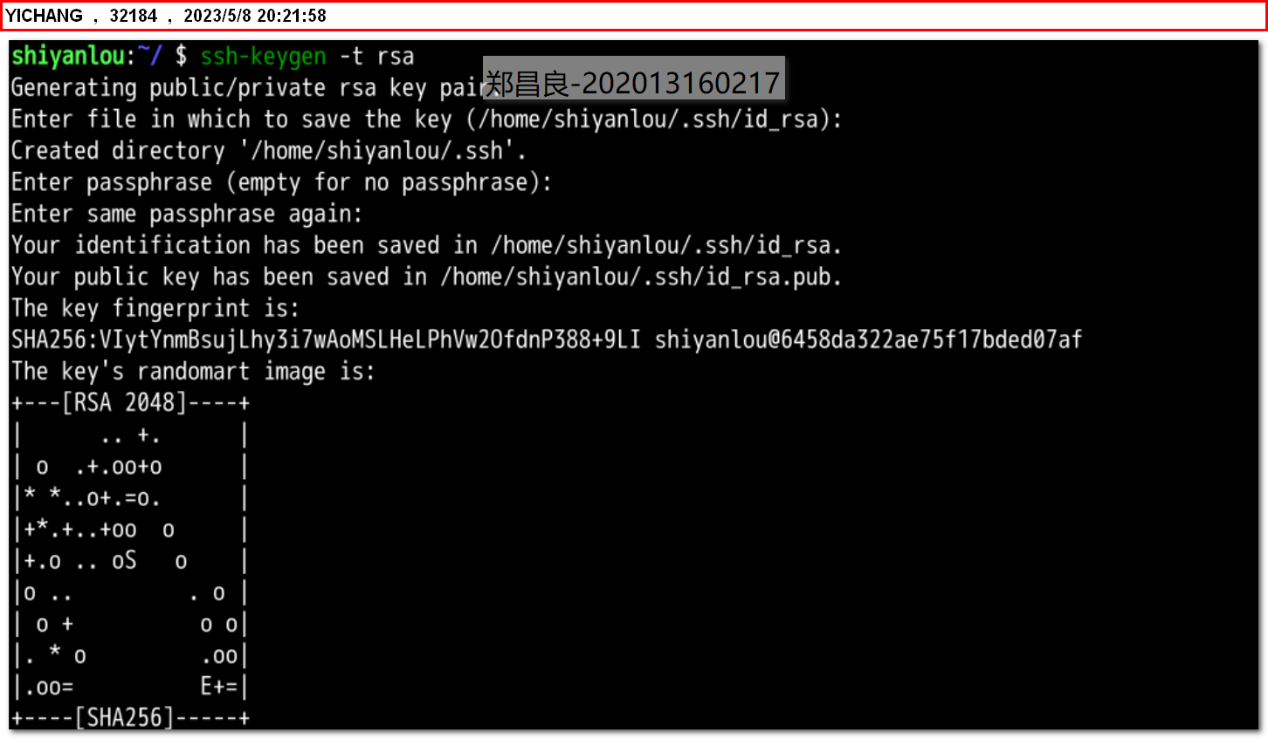 YICHANG , 32184 , 2023/5/8 20:21:58
shiyanlou:~/ $ ssh-keygen -t rsa
郑昌良-202013160217
Generating public/private rsa key pair.
Enter file in which to save the key (/home/shiyanlou/.ssh/id_rsa):
Created directory '/home/shiyanlou/.ssh'.
Enter passphrase (empty for no passphrase):
Enter same passphrase again:
Your identification has been saved in /home/shiyanlou/.ssh/id_rsa.
Your public key has been saved in /home/shiyanlou/.ssh/id_rsa.pub.
The key fingerprint is:
SHA256:VIytYnmBsujLhy3i7wAoMSLHeLPhVw2OfdnP388+9LI shiyanlou@6458da322ae75f17bded07af
The key's randomart image is:
+---[RSA 2048]----+
|      .. +.      |
| o  .+.oo+o      |
|* *..o+.=o.      |
|+*.+..+oo  o     |
|+.o .. oS   o    |
|o ..         . o |
| o +          o o|
|. * o         .oo|
|.oo=          E+=|
+----[SHA256]-----+